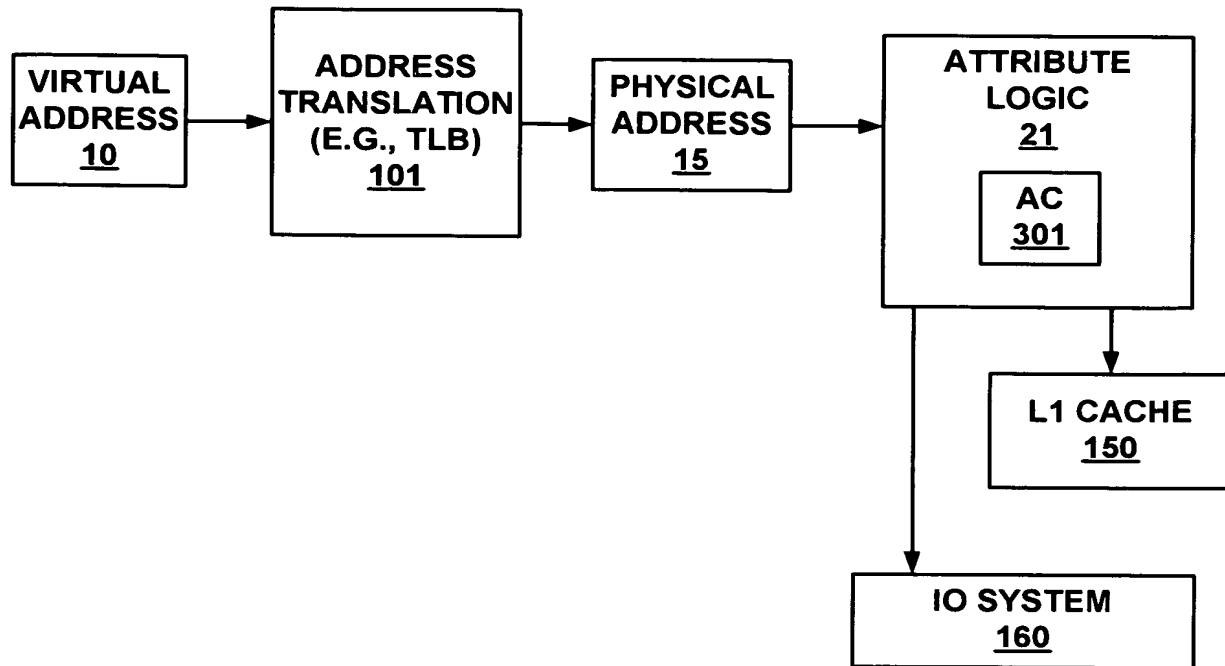 VIRTUAL
ADDRESS
10
ADDRESS
TRANSLATION
(E.G., TLB)
101
PHYSICAL
ADDRESS
15
ATTRIBUTE
LOGIC
21
AC
301
L1 CACHE
150
IO SYSTEM
160